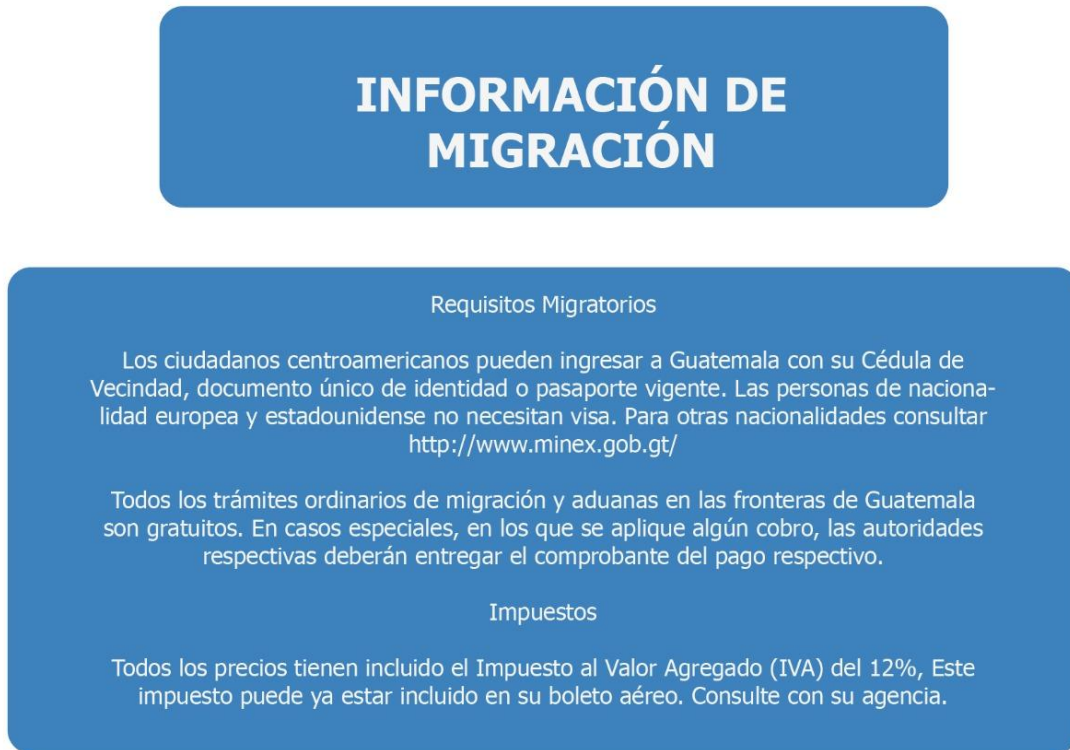 INFORMACIÓN DE
MIGRACIÓN
Requisitos Migratorios
Los ciudadanos centroamericanos pueden ingresar a Guatemala con su Cédula de
Vecindad, documento único de identidad o pasaporte vigente. Las personas de naciona-
lidad europea y estadounidense no necesitan visa. Para otras nacionalidades consultar
http://www.minex.gob.gt/
Todos los trámites ordinarios de migración y aduanas en las fronteras de Guatemala
son gratuitos. En casos especiales, en los que se aplique algún cobro, las autoridades
respectivas deberán entregar el comprobante del pago respectivo.
Impuestos
Todos los precios tienen incluido el Impuesto al Valor Agregado (IVA) del 12%, Este
impuesto puede ya estar incluido en su boleto aéreo. Consulte con su agencia.